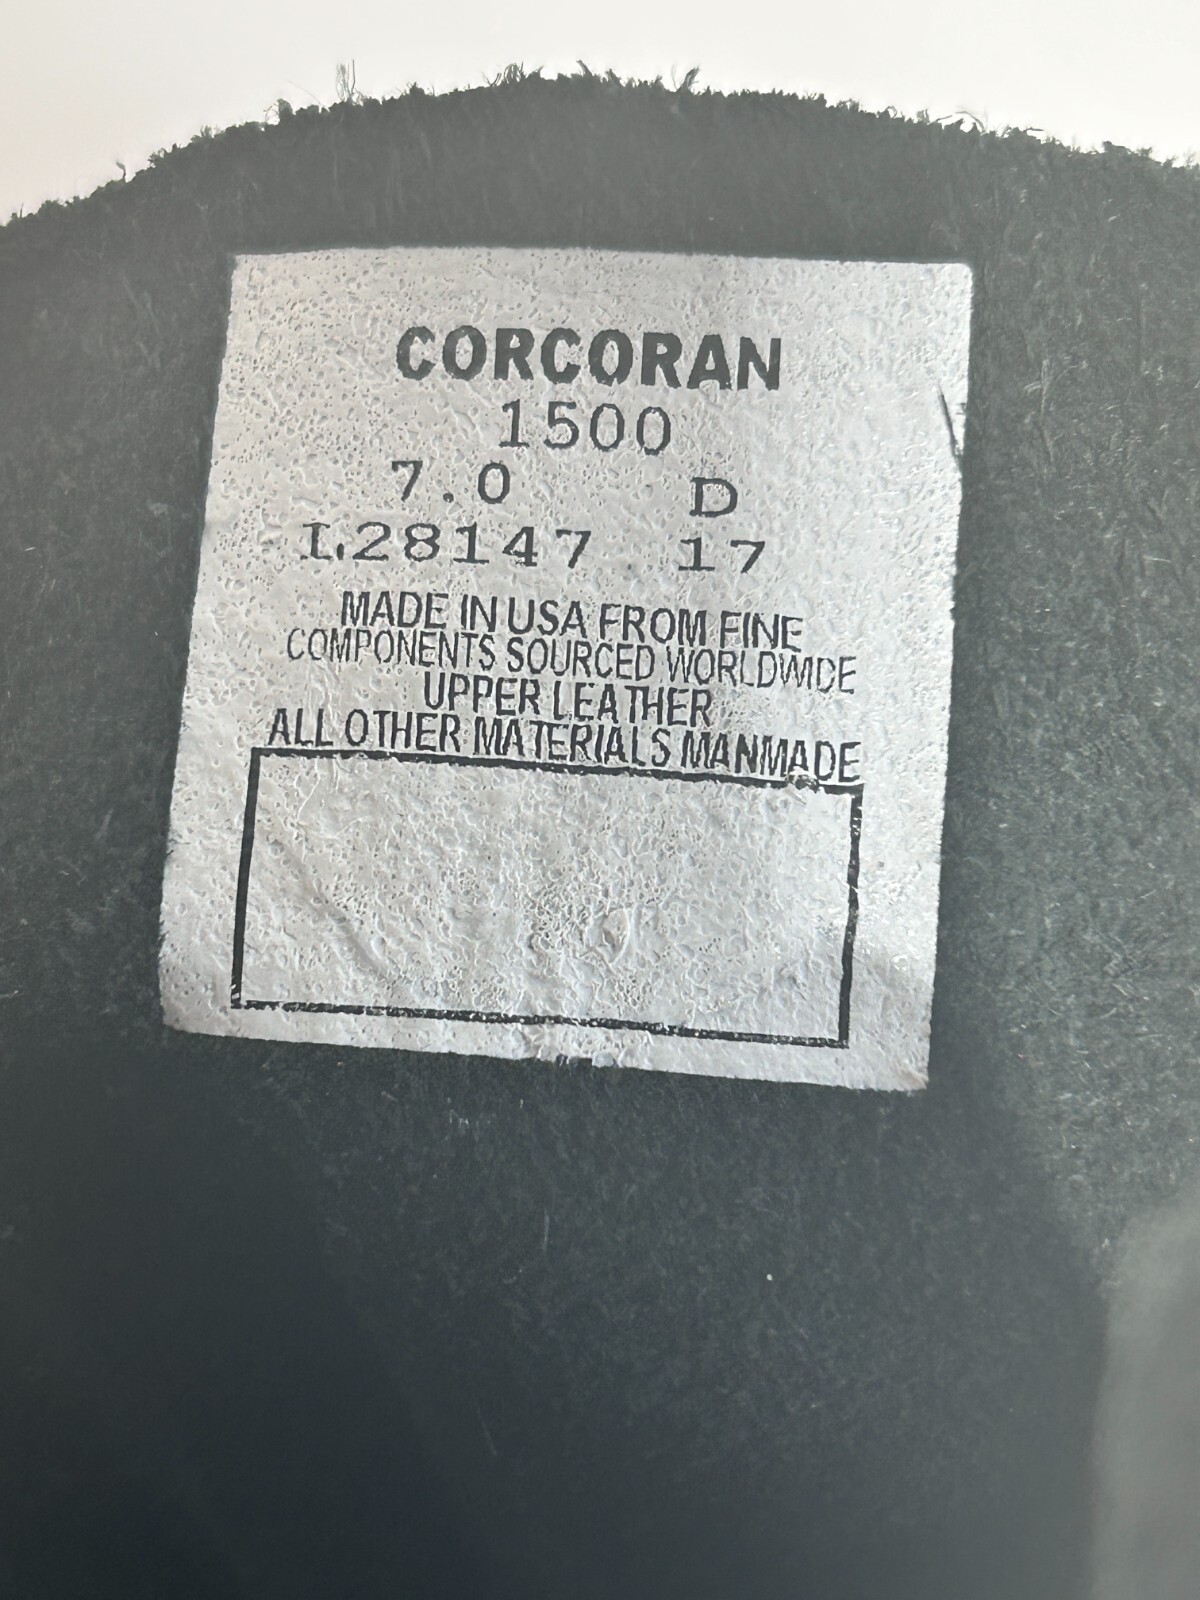 CORCORAN
1500
7.0 D
L28147 17
MADE IN USA FROM FINE
COMPONENTS SOURCED WORLDWIDE
UPPER LEATHER
ALL OTHER MATERIALS MANMADE